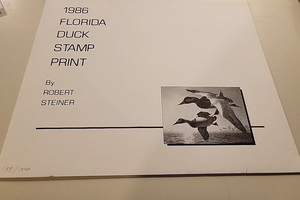 1986
FLORIDA
DUCK
STAMP
PRINT
By
ROBERT
STEINER